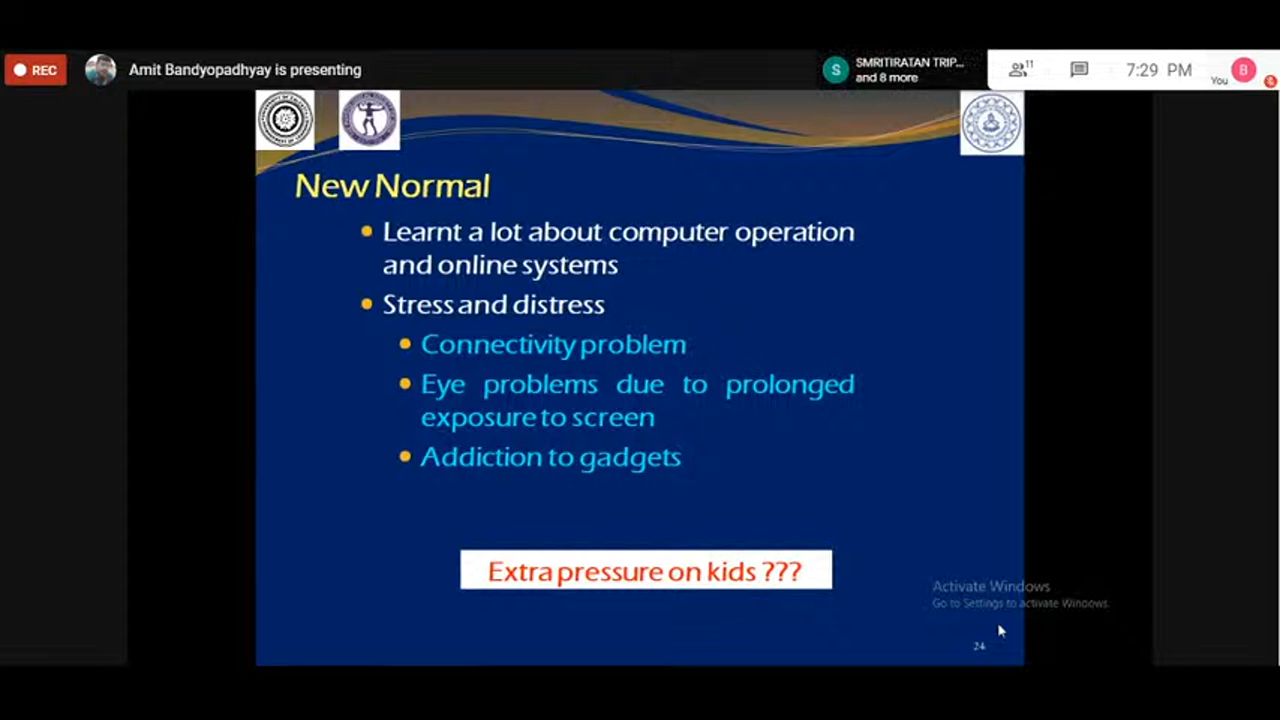 REC
Amit Bandyopadhyay is presenting
S
SMRITIRATAN TRIP...
and 8 more
11
7:29 PM
You
B
New Normal
Learnt a lot about computer operation
and online systems
Stress and distress
Connectivity problem
Eye problems due to prolonged
exposure to screen
Addiction to gadgets
Extra pressure on kids ???
Activate Windows
Go to Settings to activate Windows.
24